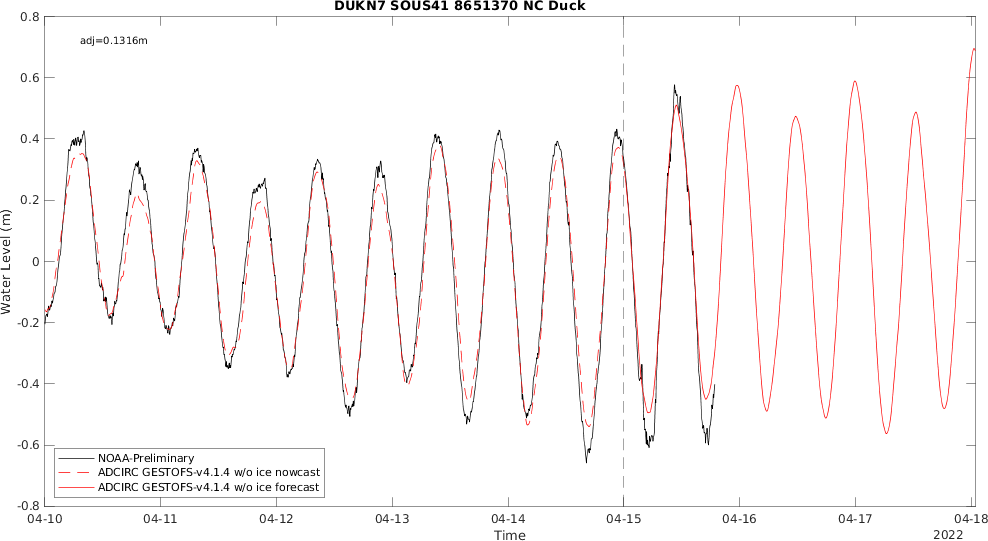 DUKN7 SOUS41 8651370 NC Duck
adj=0.1316m
0.8
0.6
0.4
0.2
0
-0.2
-0.4
-0.6
-0.8
Water Level (m)
NOAA-Preliminary
ADCIRC GESTOFS-v4.1.4 w/o ice nowcast
ADCIRC GESTOFS-v4.1.4 w/o ice forecast
04-10 04-11 04-12 04-13 04-14 04-15 04-16 04-17 04-18
Time
2022